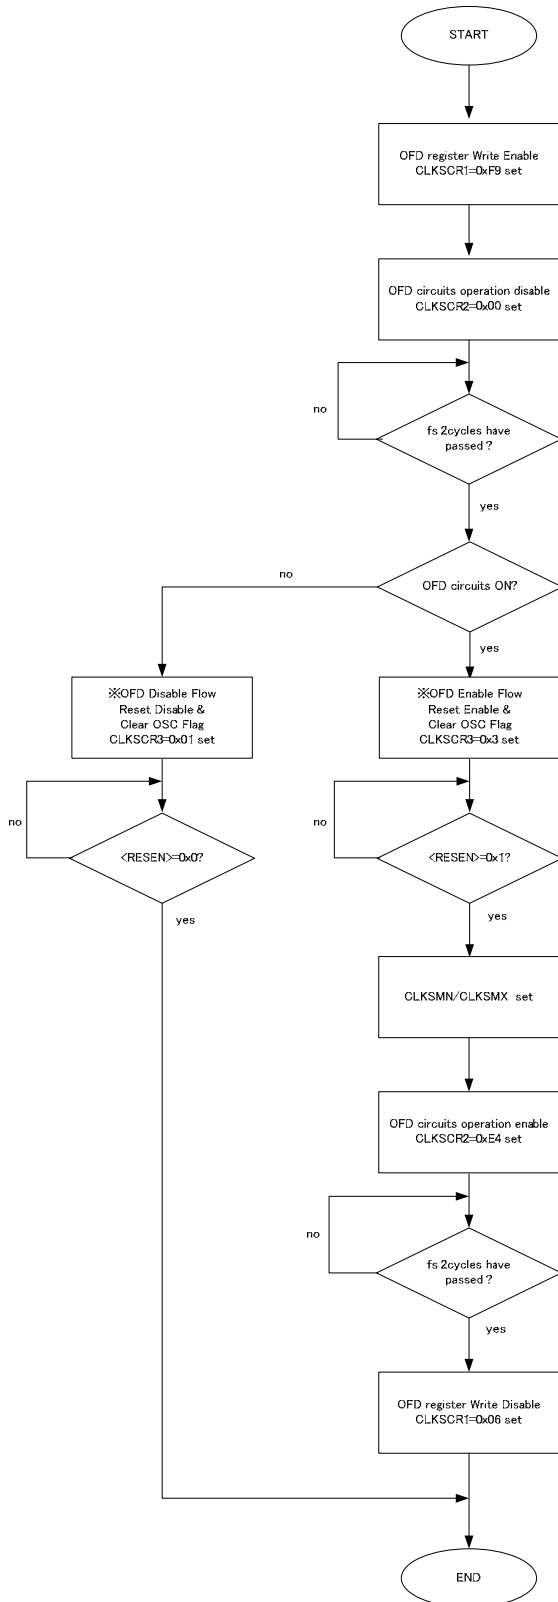 START
OFD register Write Enable
CLKSCR1=0xF9 set
OFD circuits operation disable
CLKSCR2=0x00 set
no
fs 2cycles have
passed ?
yes
no
OFD circuits ON?
yes
※OFD Disable Flow
Reset Disable &
Clear OSC Flag
CLKSCR3=0x01 set
※OFD Enable Flow
Reset Enable &
Clear OSC Flag
CLKSCR3=0x3 set
no
<RESEN>=0x0?
yes
no
<RESEN>=0x1?
yes
CLKSMN/CLKSMX set
OFD circuits operation enable
CLKSCR2=0xE4 set
no
fs 2cycles have
passed ?
yes
OFD register Write Disable
CLKSCR1=0x06 set
END